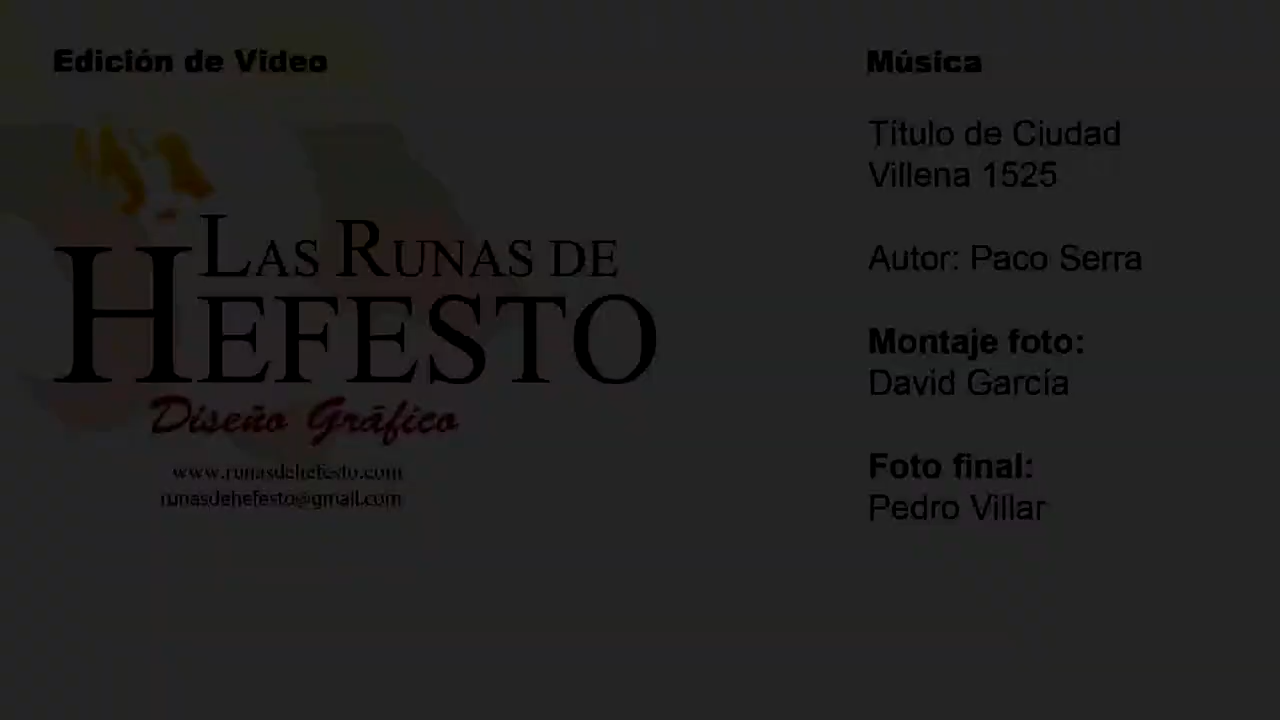 Edición de Video
LAS RUNAS DE
HEFESTO
Diseño Gráfico
www.runasdehefesto.com
runasdehefesto@gmail.com
Música
Título de Ciudad
Villena 1525
Autor: Paco Serra
Montaje foto:
David García
Foto final:
Pedro Villar